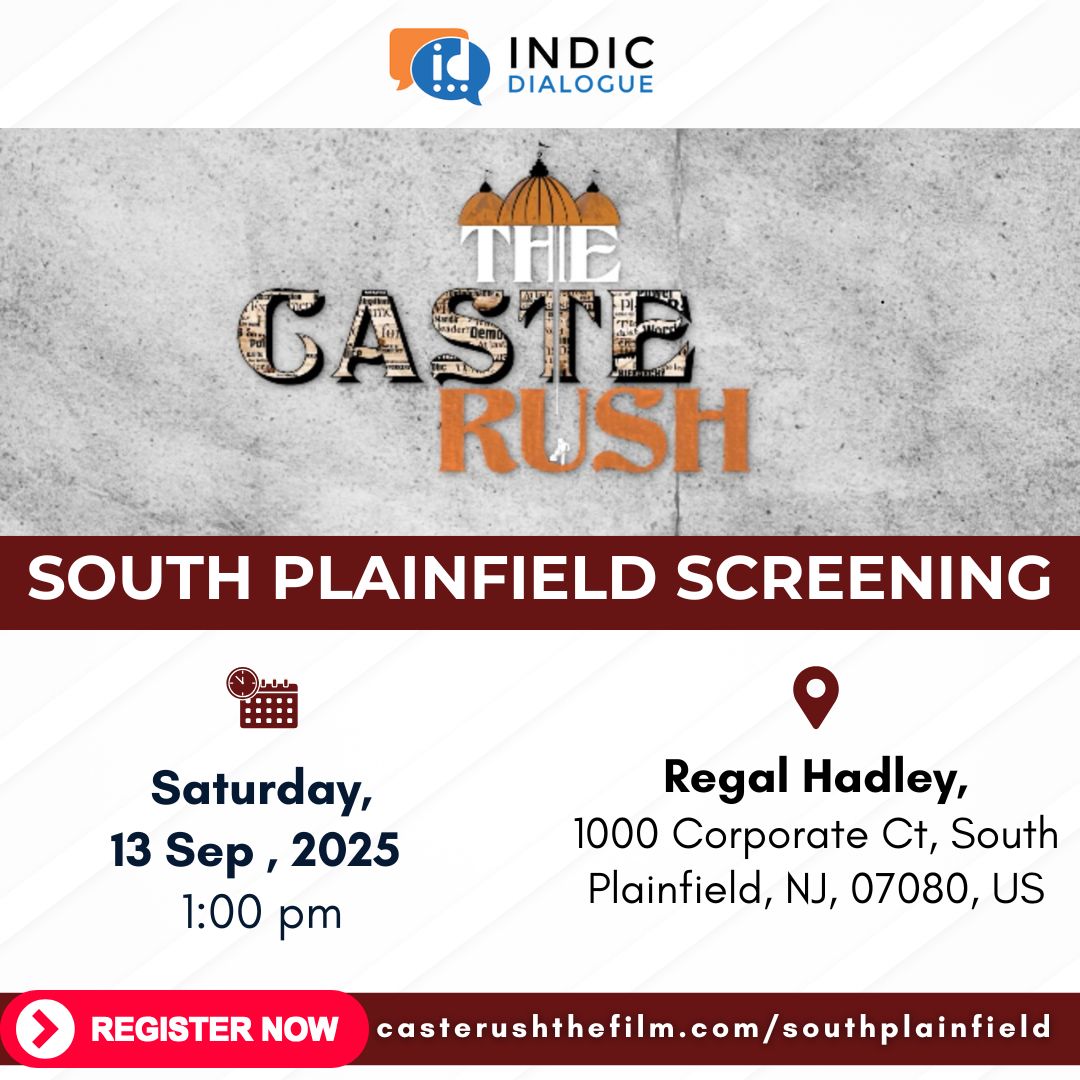 id
INDIC
DIALOGUE
THE
CASTE
RUSH
SOUTH PLAINFIELD SCREENING
Saturday,
13 Sep , 2025
1:00 pm
Regal Hadley,
1000 Corporate Ct, South
Plainfield, NJ, 07080, US
REGISTER NOW
casterushthefilm.com/southplainfield